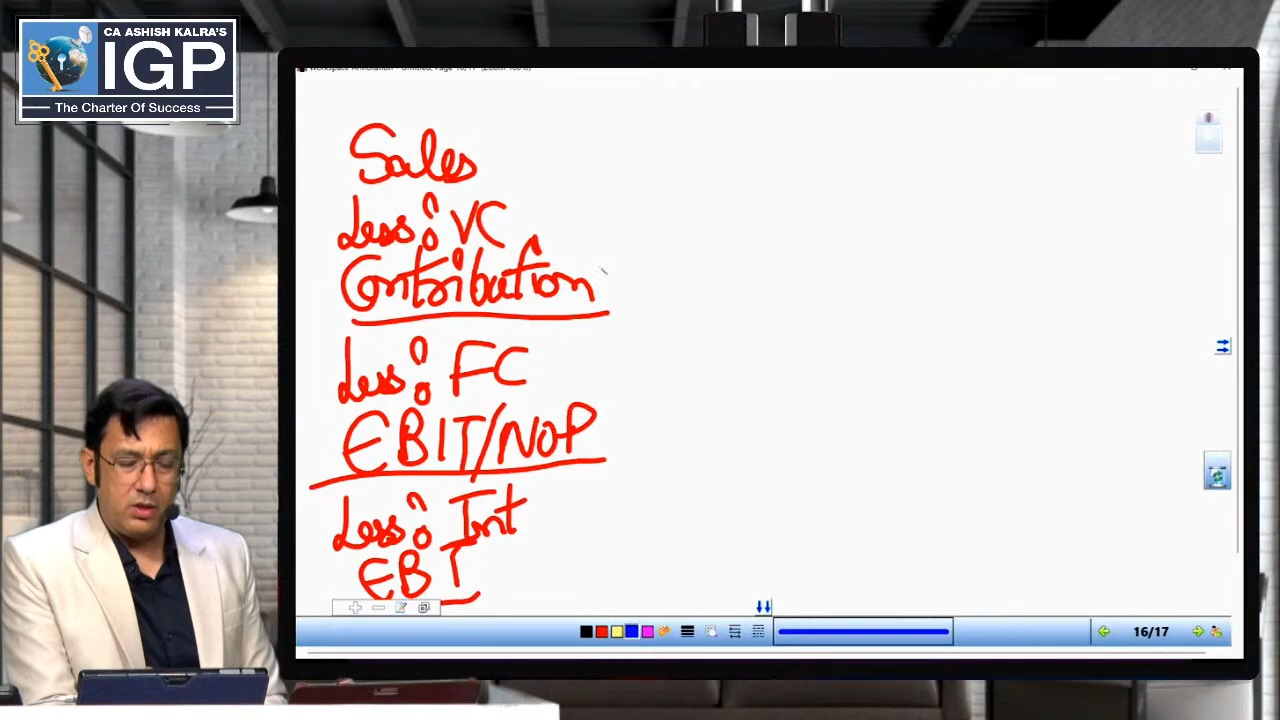 CA ASHISH KALRA'S
IGP
The Charter Of Success
Sales
Less: VC
Contribution
Less: FC
EBIT/NOP
Less: Int
EBT
16/17